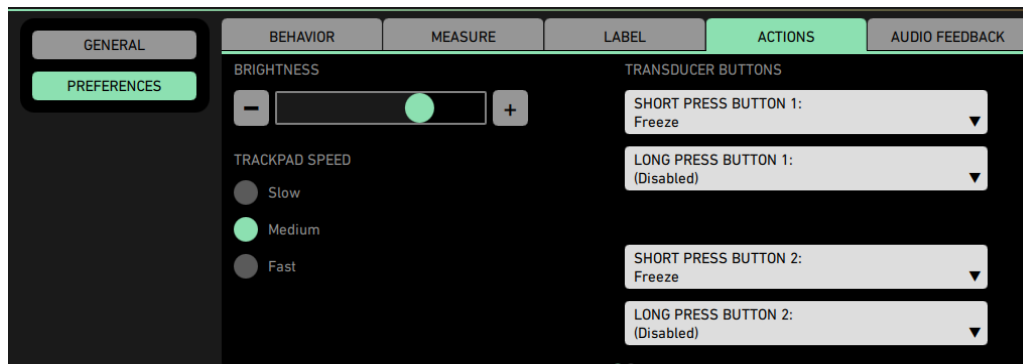 GENERAL
PREFERENCES
BEHAVIOR
MEASURE
LABEL
ACTIONS
AUDIO FEEDBACK
BRIGHTNESS
−
+
TRACKPAD SPEED
Slow
Medium
Fast
TRANSDUCER BUTTONS
SHORT PRESS BUTTON 1:
Freeze
LONG PRESS BUTTON 1:
(Disabled)
SHORT PRESS BUTTON 2:
Freeze
LONG PRESS BUTTON 2:
(Disabled)